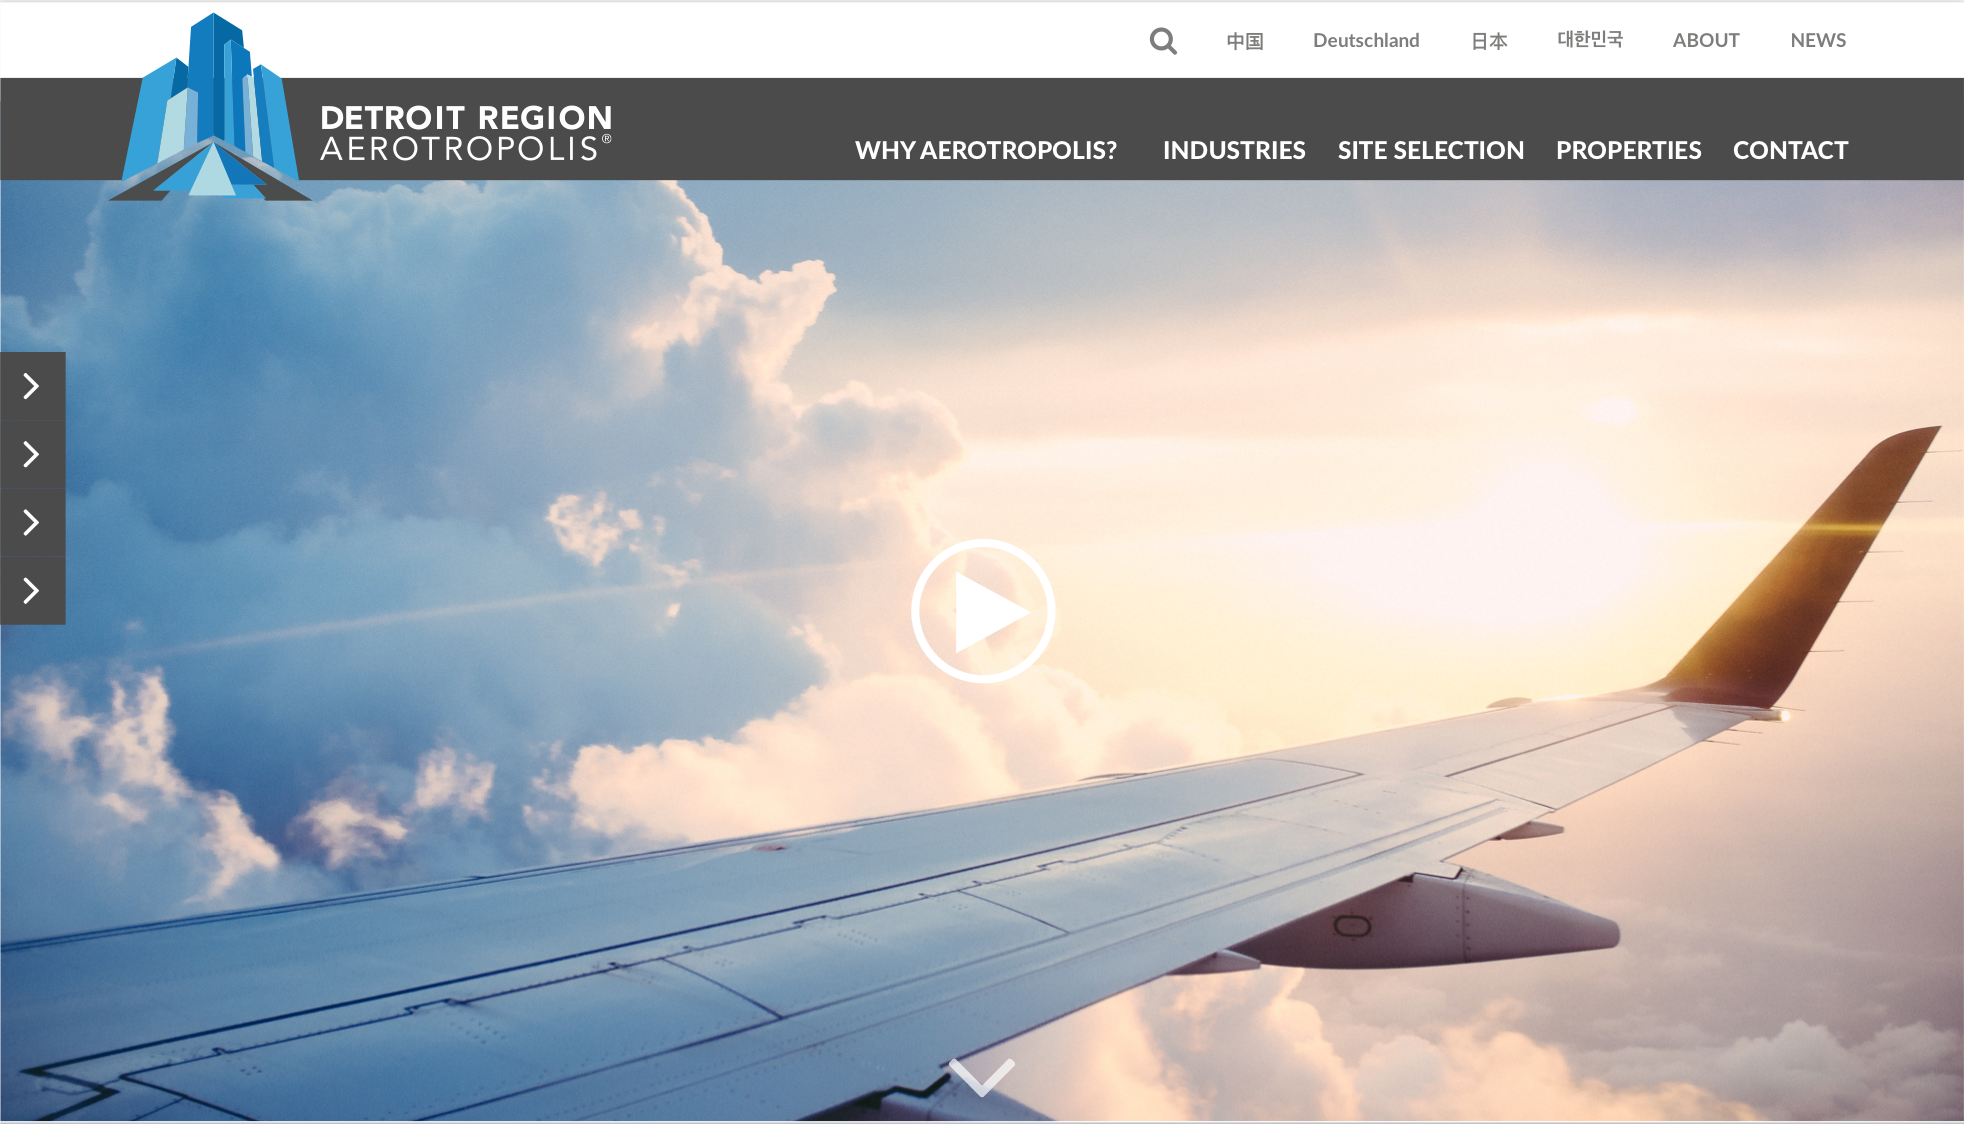 中国 Deutschland 日本 대한민국 ABOUT NEWS
DETROIT REGION
AEROTROPOLIS®
WHY AEROTROPOLIS? INDUSTRIES SITE SELECTION PROPERTIES CONTACT